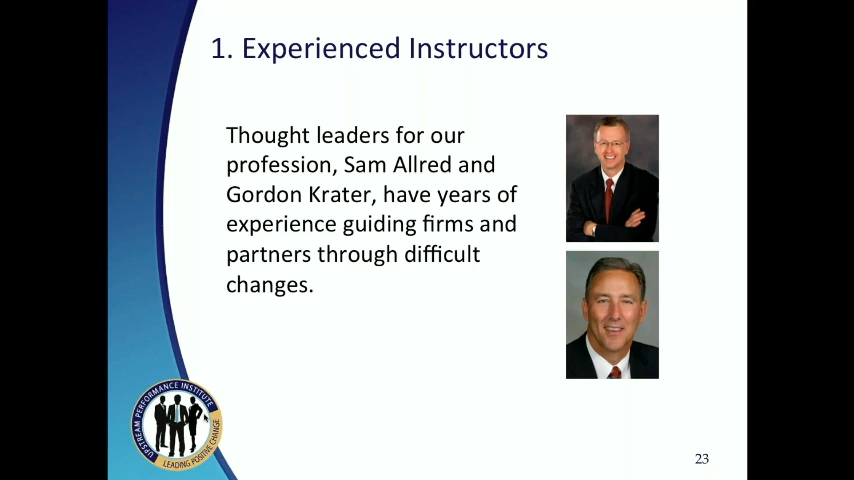 1. Experienced Instructors
Thought leaders for our
profession, Sam Allred and
Gordon Krater, have years of
experience guiding firms and
partners through difficult
changes.
UPSTREAM PERFORMANCE INSTITUTE
LEADING POSITIVE CHANGE
23